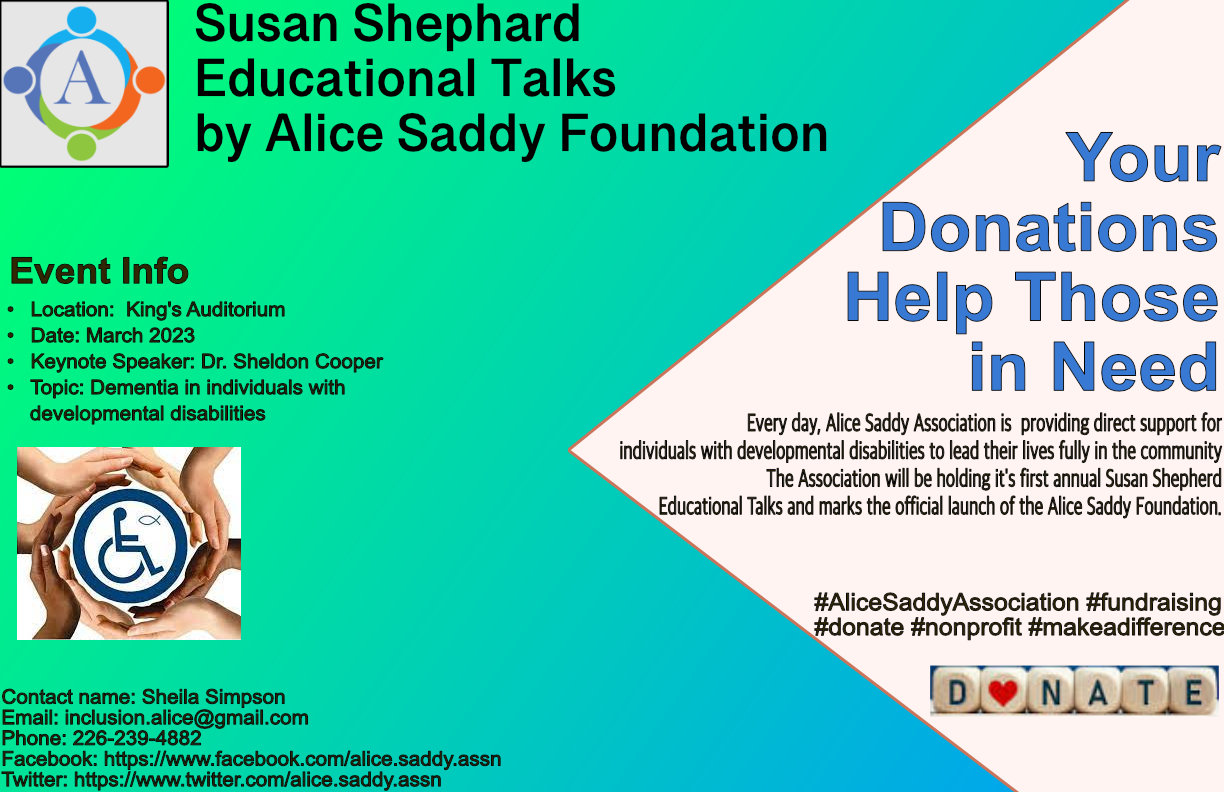 A
Susan Shephard
Educational Talks
by Alice Saddy Foundation
Event Info
• Location: King's Auditorium
• Date: March 2023
• Keynote Speaker: Dr. Sheldon Cooper
• Topic: Dementia in individuals with
developmental disabilities
Contact name: Sheila Simpson
Email: inclusion.alice@gmail.com
Phone: 226-239-4882
Facebook: https://www.facebook.com/alice.saddy.assn
Twitter: https://www.twitter.com/alice.saddy.assn
Your
Donations
Help Those
in Need
Every day, Alice Saddy Association is providing direct support for
individuals with developmental disabilities to lead their lives fully in the community
The Association will be holding it's first annual Susan Shepherd
Educational Talks and marks the official launch of the Alice Saddy Foundation.
#AliceSaddyAssociation #fundraising
#donate #nonprofit #makeadifference
D♥NATE